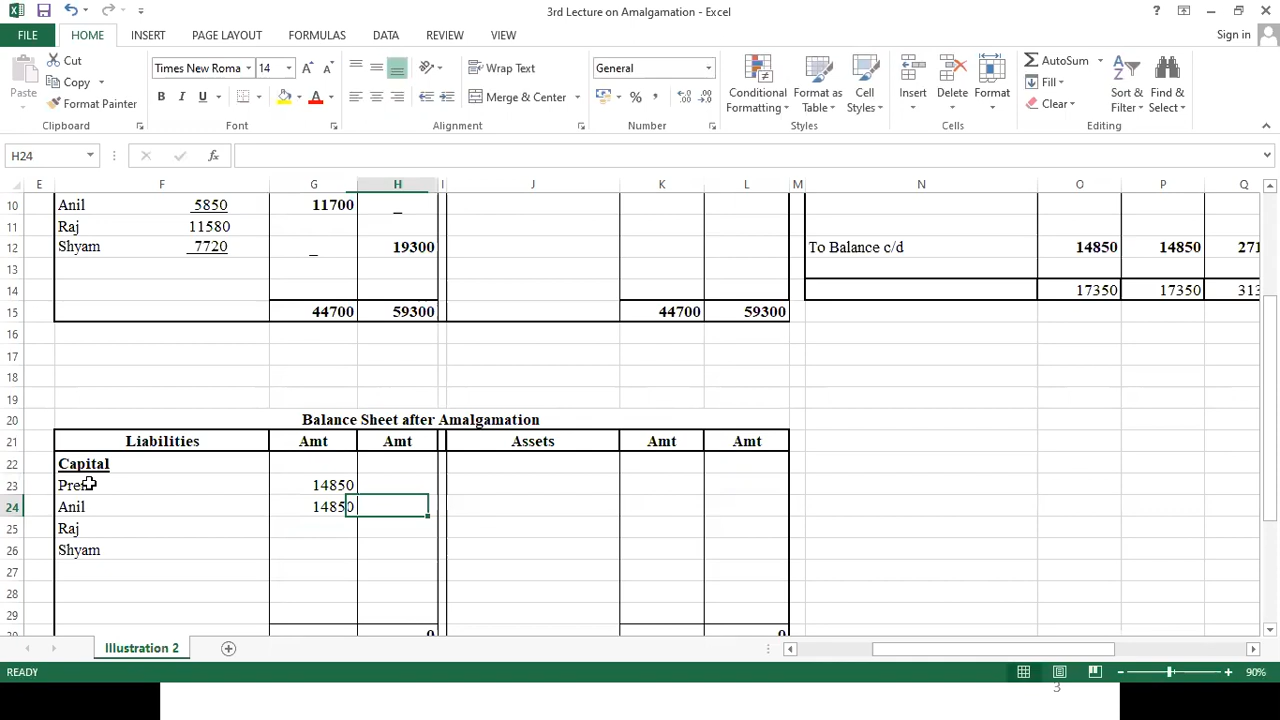 3rd Lecture on Amalgamation - Excel
?
FILE HOME INSERT PAGE LAYOUT FORMULAS DATA REVIEW VIEW Sign in
Paste Cut Copy Format Painter
Times New Roma 14 Wrap Text General
B I U Merge & Center % ,
Conditional Formatting Format as Table Cell Styles Insert Delete Format
AutoSum Fill Clear Sort & Filter Find & Select
Clipboard Font Alignment Number Styles Cells Editing
H24 fx
E F G H I J K L M N O P Q
10 Anil 5850 11700 _
11 Raj 11580
12 Shyam 7720 _ 19300 To Balance c/d 14850 14850 271
13
14 17350 17350 313
15 44700 59300 44700 59300
16
17
18
19
20 Balance Sheet after Amalgamation
21 Liabilities Amt Amt Assets Amt Amt
22 Capital
23 Pref 14850
24 Anil 14850
25 Raj
26 Shyam
27
28
29
30 0 0
Illustration 2
READY 90%
3